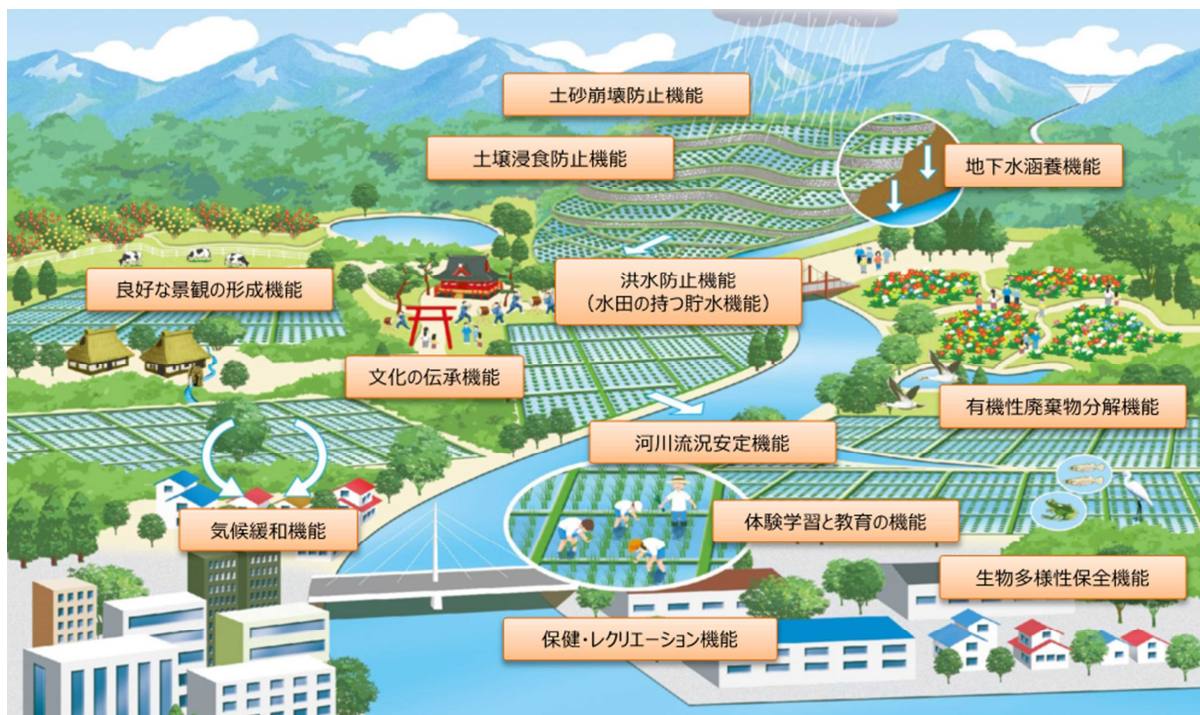 土砂崩壊防止機能
土壌浸食防止機能
地下水涵養機能
良好な景観の形成機能
洪水防止機能
（水田の持つ貯水機能）
文化の伝承機能
有機性廃棄物分解機能
河川流況安定機能
気候緩和機能
体験学習と教育の機能
生物多様性保全機能
保健・レクリエーション機能